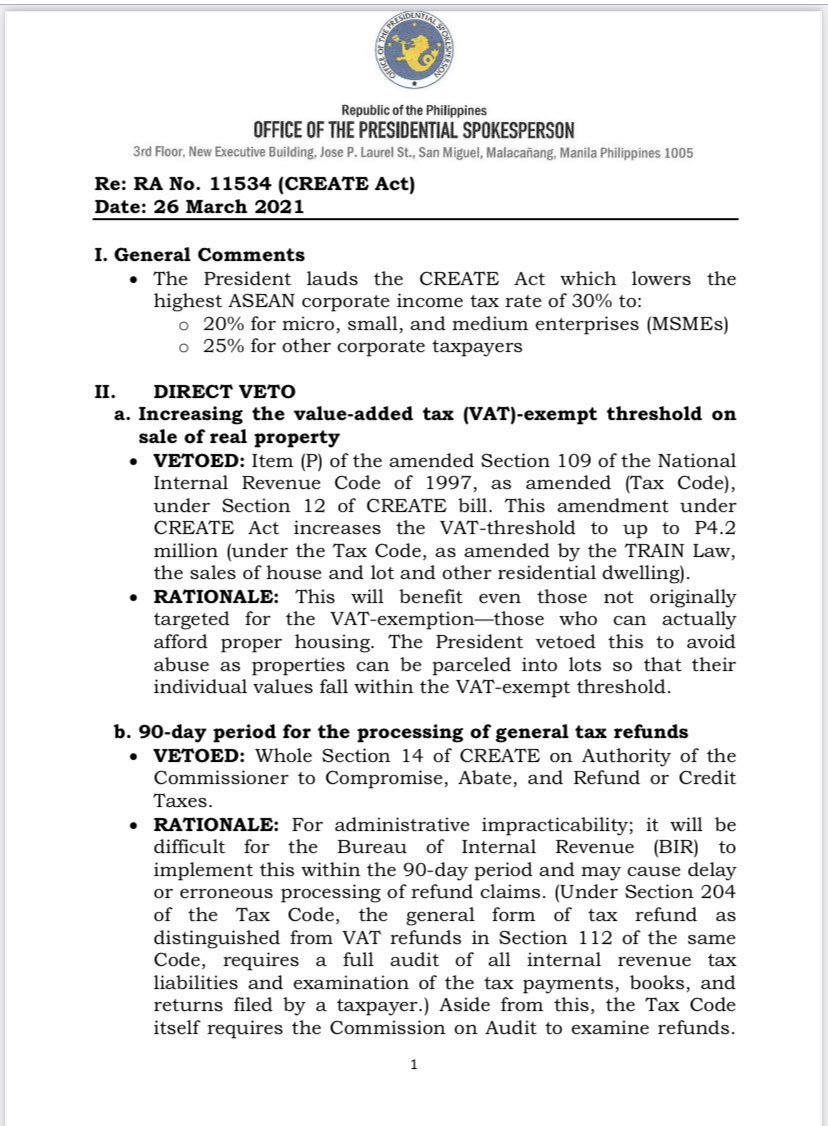 OFFICE OF THE PRESIDENTIAL SPOKESPERSON
Republic of the Philippines
OFFICE OF THE PRESIDENTIAL SPOKESPERSON
3rd Floor, New Executive Building, Jose P. Laurel St., San Miguel, Malacañang, Manila Philippines 1005
Re: RA No. 11534 (CREATE Act)
Date: 26 March 2021
I. General Comments
• The President lauds the CREATE Act which lowers the
highest ASEAN corporate income tax rate of 30% to:
o 20% for micro, small, and medium enterprises (MSMEs)
o 25% for other corporate taxpayers
II. DIRECT VETO
a. Increasing the value-added tax (VAT)-exempt threshold on
sale of real property
• VETOED: Item (P) of the amended Section 109 of the National
Internal Revenue Code of 1997, as amended (Tax Code),
under Section 12 of CREATE bill. This amendment under
CREATE Act increases the VAT-threshold to up to P4.2
million (under the Tax Code, as amended by the TRAIN Law,
the sales of house and lot and other residential dwelling).
• RATIONALE: This will benefit even those not originally
targeted for the VAT-exemption—those who can actually
afford proper housing. The President vetoed this to avoid
abuse as properties can be parceled into lots so that their
individual values fall within the VAT-exempt threshold.
b. 90-day period for the processing of general tax refunds
• VETOED: Whole Section 14 of CREATE on Authority of the
Commissioner to Compromise, Abate, and Refund or Credit
Taxes.
• RATIONALE: For administrative impracticability; it will be
difficult for the Bureau of Internal Revenue (BIR) to
implement this within the 90-day period and may cause delay
or erroneous processing of refund claims. (Under Section 204
of the Tax Code, the general form of tax refund as
distinguished from VAT refunds in Section 112 of the same
Code, requires a full audit of all internal revenue tax
liabilities and examination of the tax payments, books, and
returns filed by a taxpayer.) Aside from this, the Tax Code
itself requires the Commission on Audit to examine refunds.
1